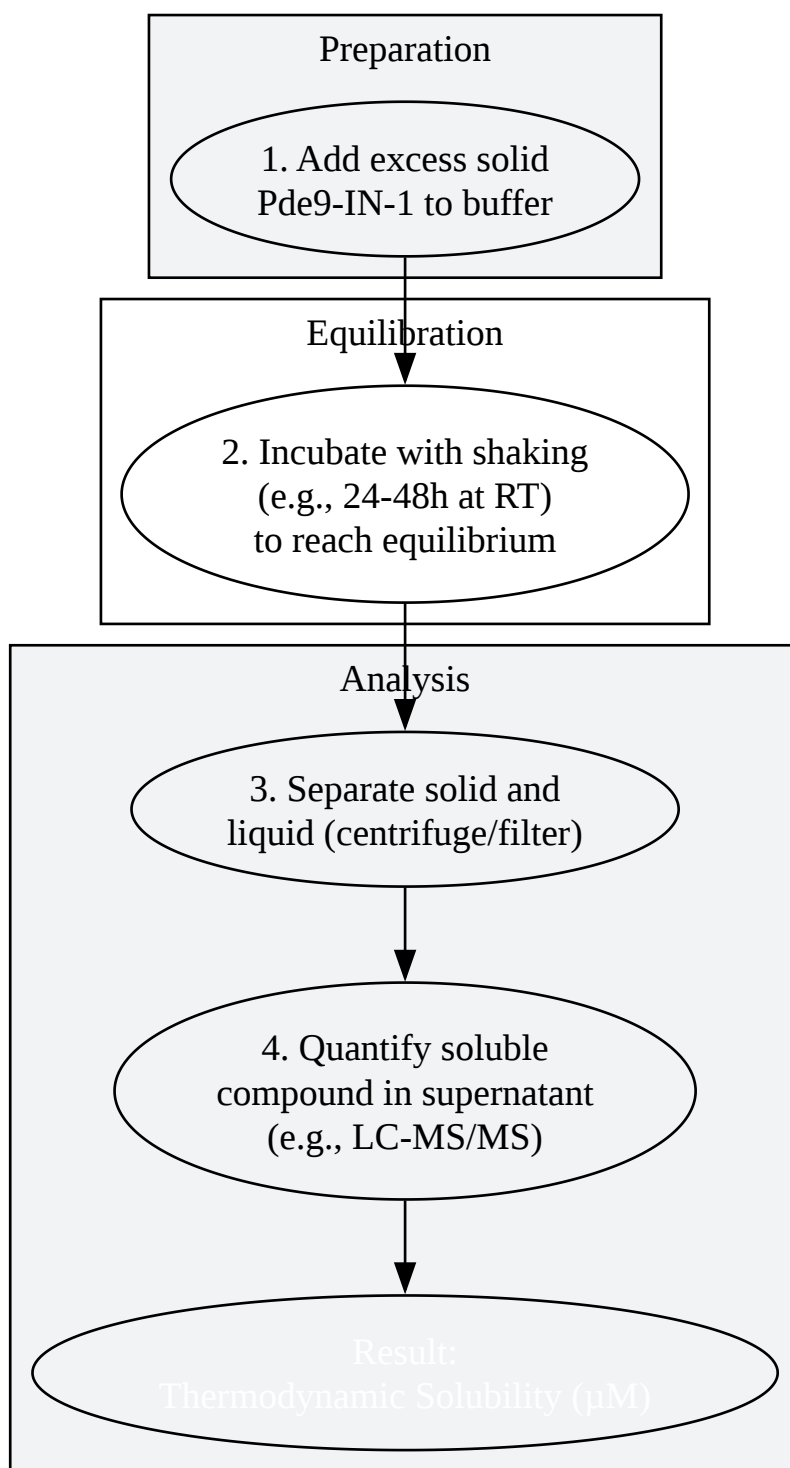 Preparation
1. Add excess solid
Pde9-IN-1 to buffer
Equilibration
2. Incubate with shaking
(e.g., 24-48h at RT)
to reach equilibrium
Analysis
3. Separate solid and
liquid (centrifuge/filter)
4. Quantify soluble
compound in supernatant
(e.g., LC-MS/MS)
Result:
Thermodynamic Solubility (µM)